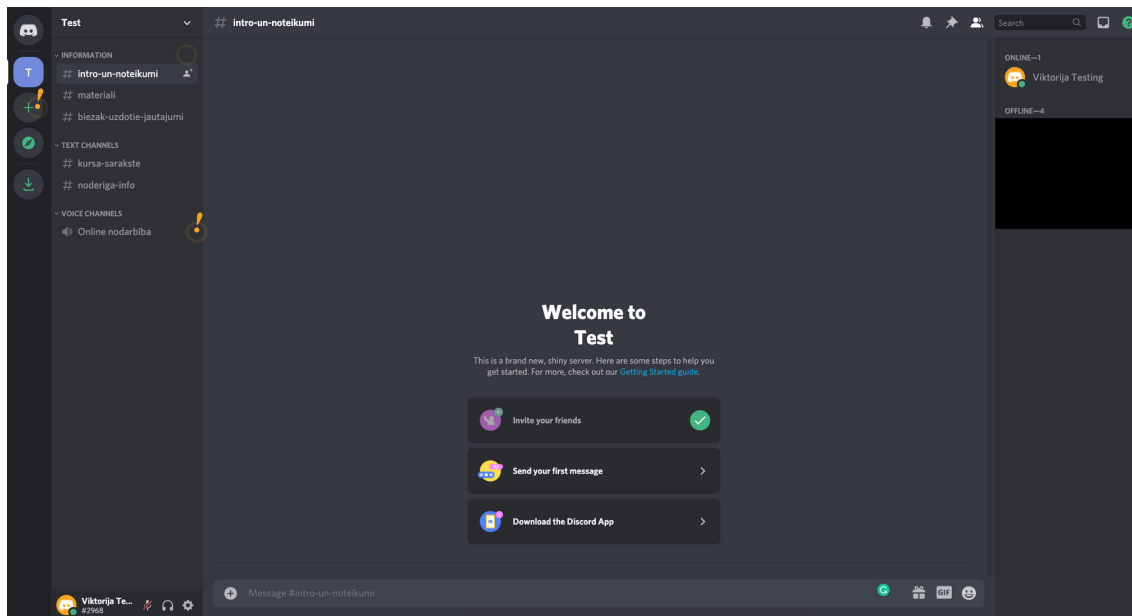 Test
# intro-un-noteikumi
Search
INFORMATION
# intro-un-noteikumi
# materiali
# biezak-uzdotie-jautajumi
TEXT CHANNELS
# kursa-sarakste
# noderiga-info
VOICE CHANNELS
Online nodarbība
T
ONLINE—1
Viktorija Testing
OFFLINE—4
Welcome to
Test
This is a brand new, shiny server. Here are some steps to help you
get started. For more, check out our Getting Started guide.
Invite your friends
Send your first message
Download the Discord App
Viktorija Te...
#2968
Message #intro-un-noteikumi
GIF